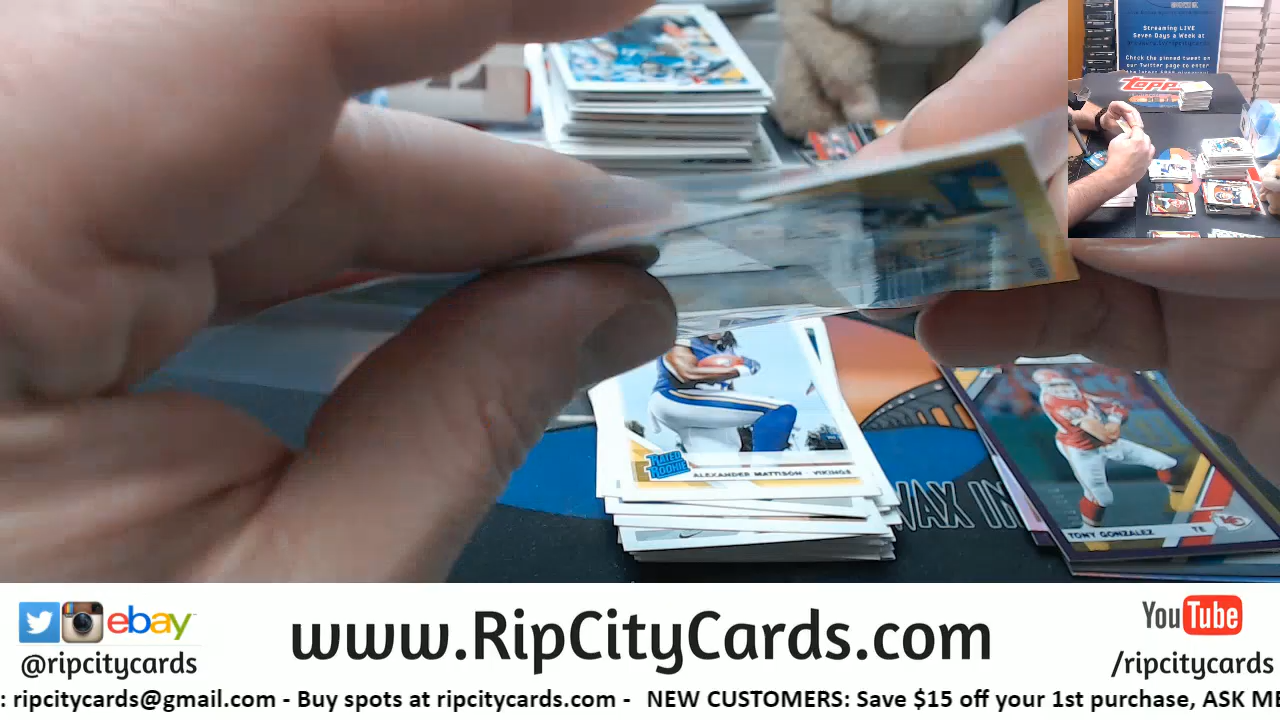 Streaming LIVE
Seven Days a Week at
Check the pinned tweet on
our Twitter page to enter
Topps
RATED
ROOKIE
ALEXANDER MATTISON VIKINGS
WAX IN
TONY GONZALEZ TE
ebay
@ripcitycards
www.RipCityCards.com
YouTube
/ripcitycards
: ripcitycards@gmail.com - Buy spots at ripcitycards.com - NEW CUSTOMERS: Save $15 off your 1st purchase, ASK ME